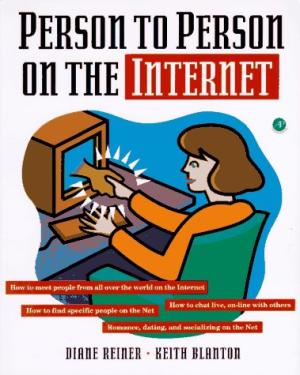 PERSON TO PERSON
ON THE INTERNET
How to meet people from all over the world on the Internet
How to chat live, on-line with others
How to find specific people on the Net
Romance, dating, and socializing on the Net
DIANE REINER • KEITH BLANTON